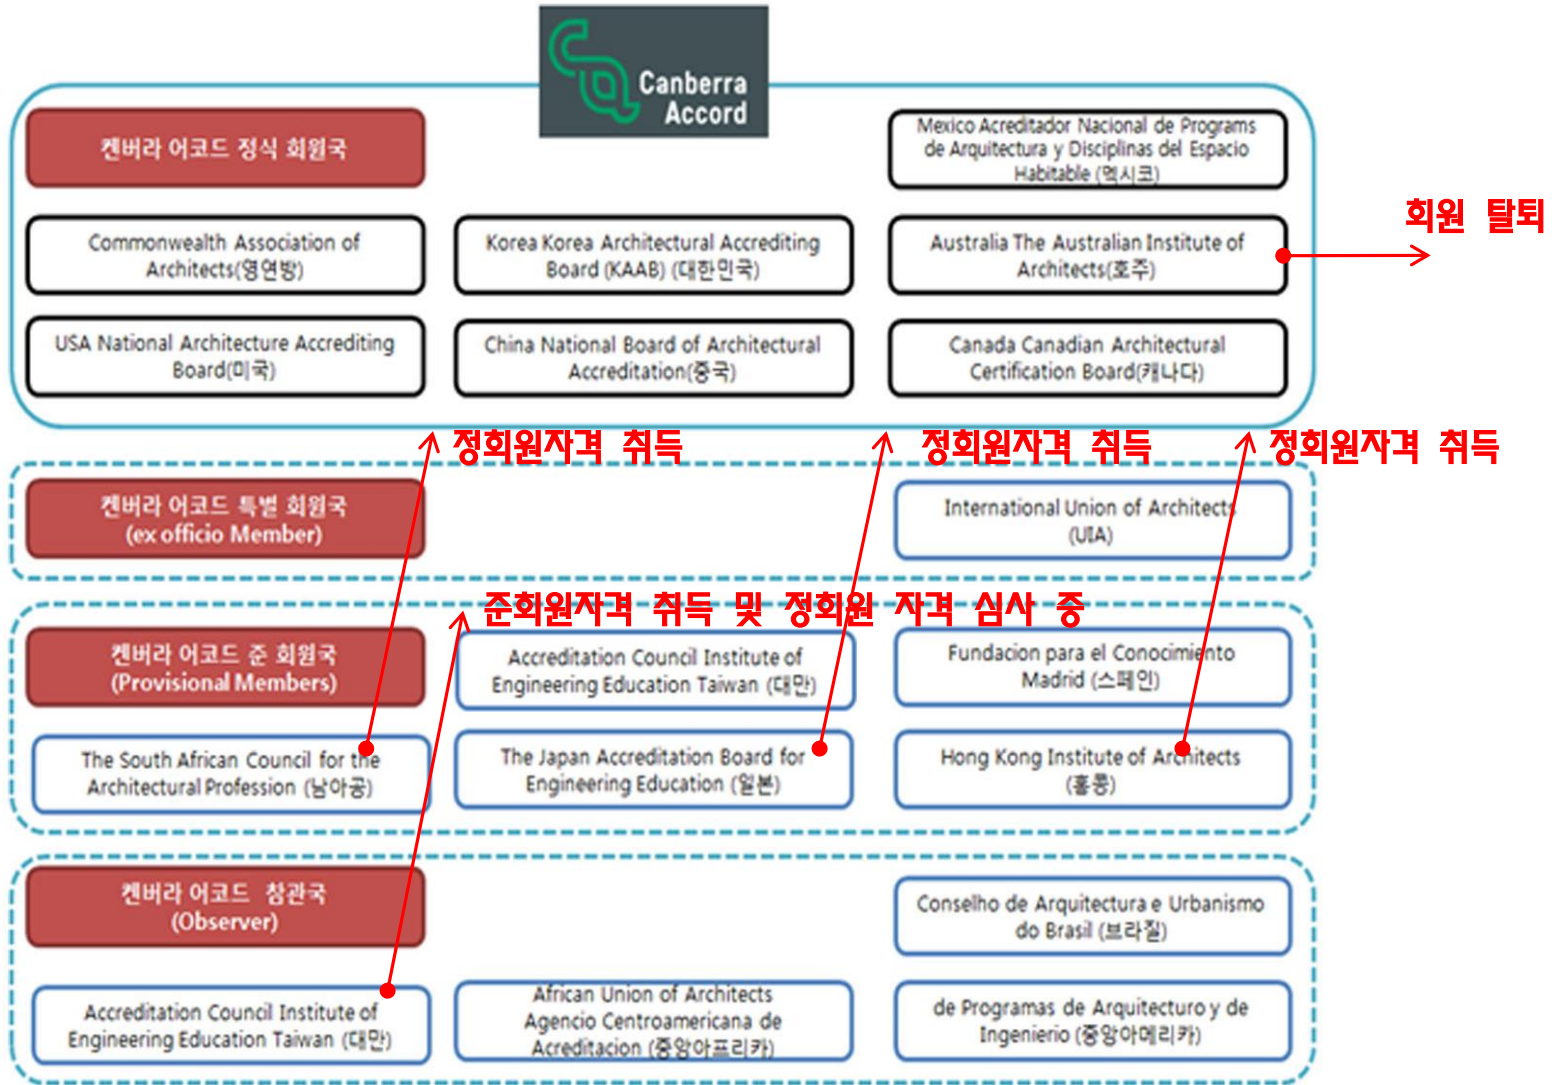 Canberra
Accord
켄버라 어코드 정식 회원국
Mexico Acreditador Nacional de Programs
de Arquitectura y Disciplinas del Espacio
Habitable (멕시코)
회원 탈퇴
Commonwealth Association of
Architects(영연방)
Korea Korea Architectural Accrediting
Board (KAAB) (대한민국)
Australia The Australian Institute of
Architects(호주)
USA National Architecture Accrediting
Board(미국)
China National Board of Architectural
Accreditation(중국)
Canada Canadian Architectural
Certification Board(캐나다)
정회원자격 취득
정회원자격 취득
정회원자격 취득
켄버라 어코드 특별 회원국
(ex officio Member)
International Union of Architects
(UIA)
준회원자격 취득 및 정회원 자격 심사 중
켄버라 어코드 준 회원국
(Provisional Members)
Accreditation Council Institute of
Engineering Education Taiwan (대만)
Fundacion para el Conocimiento
Madrid (스페인)
The South African Council for the
Architectural Profession (남아공)
The Japan Accreditation Board for
Engineering Education (일본)
Hong Kong Institute of Architects
(홍콩)
켄버라 어코드 참관국
(Observer)
Conselho de Arquitectura e Urbanismo
do Brasil (브라질)
Accreditation Council Institute of
Engineering Education Taiwan (대만)
African Union of Architects
Agencio Centroamericana de
Acreditacion (중앙아프리카)
de Programas de Arquitecturo y de
Ingenierio (중앙아메리카)